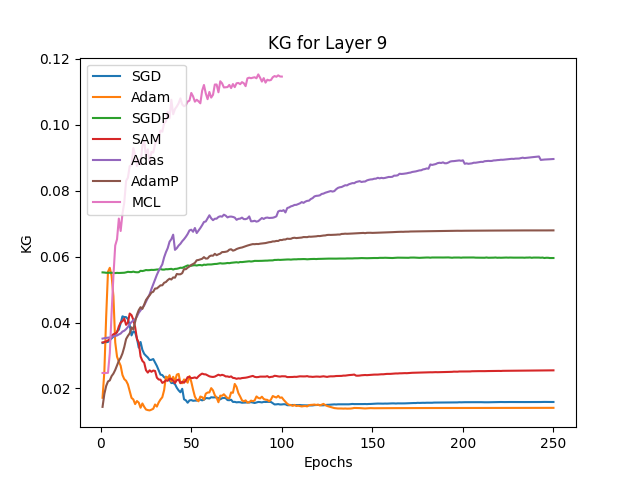 KG for Layer 9
KG
0.12
0.10
0.08
0.06
0.04
0.02
SGD
Adam
SGDP
SAM
Adas
AdamP
MCL
0 50 100 150 200 250
Epochs